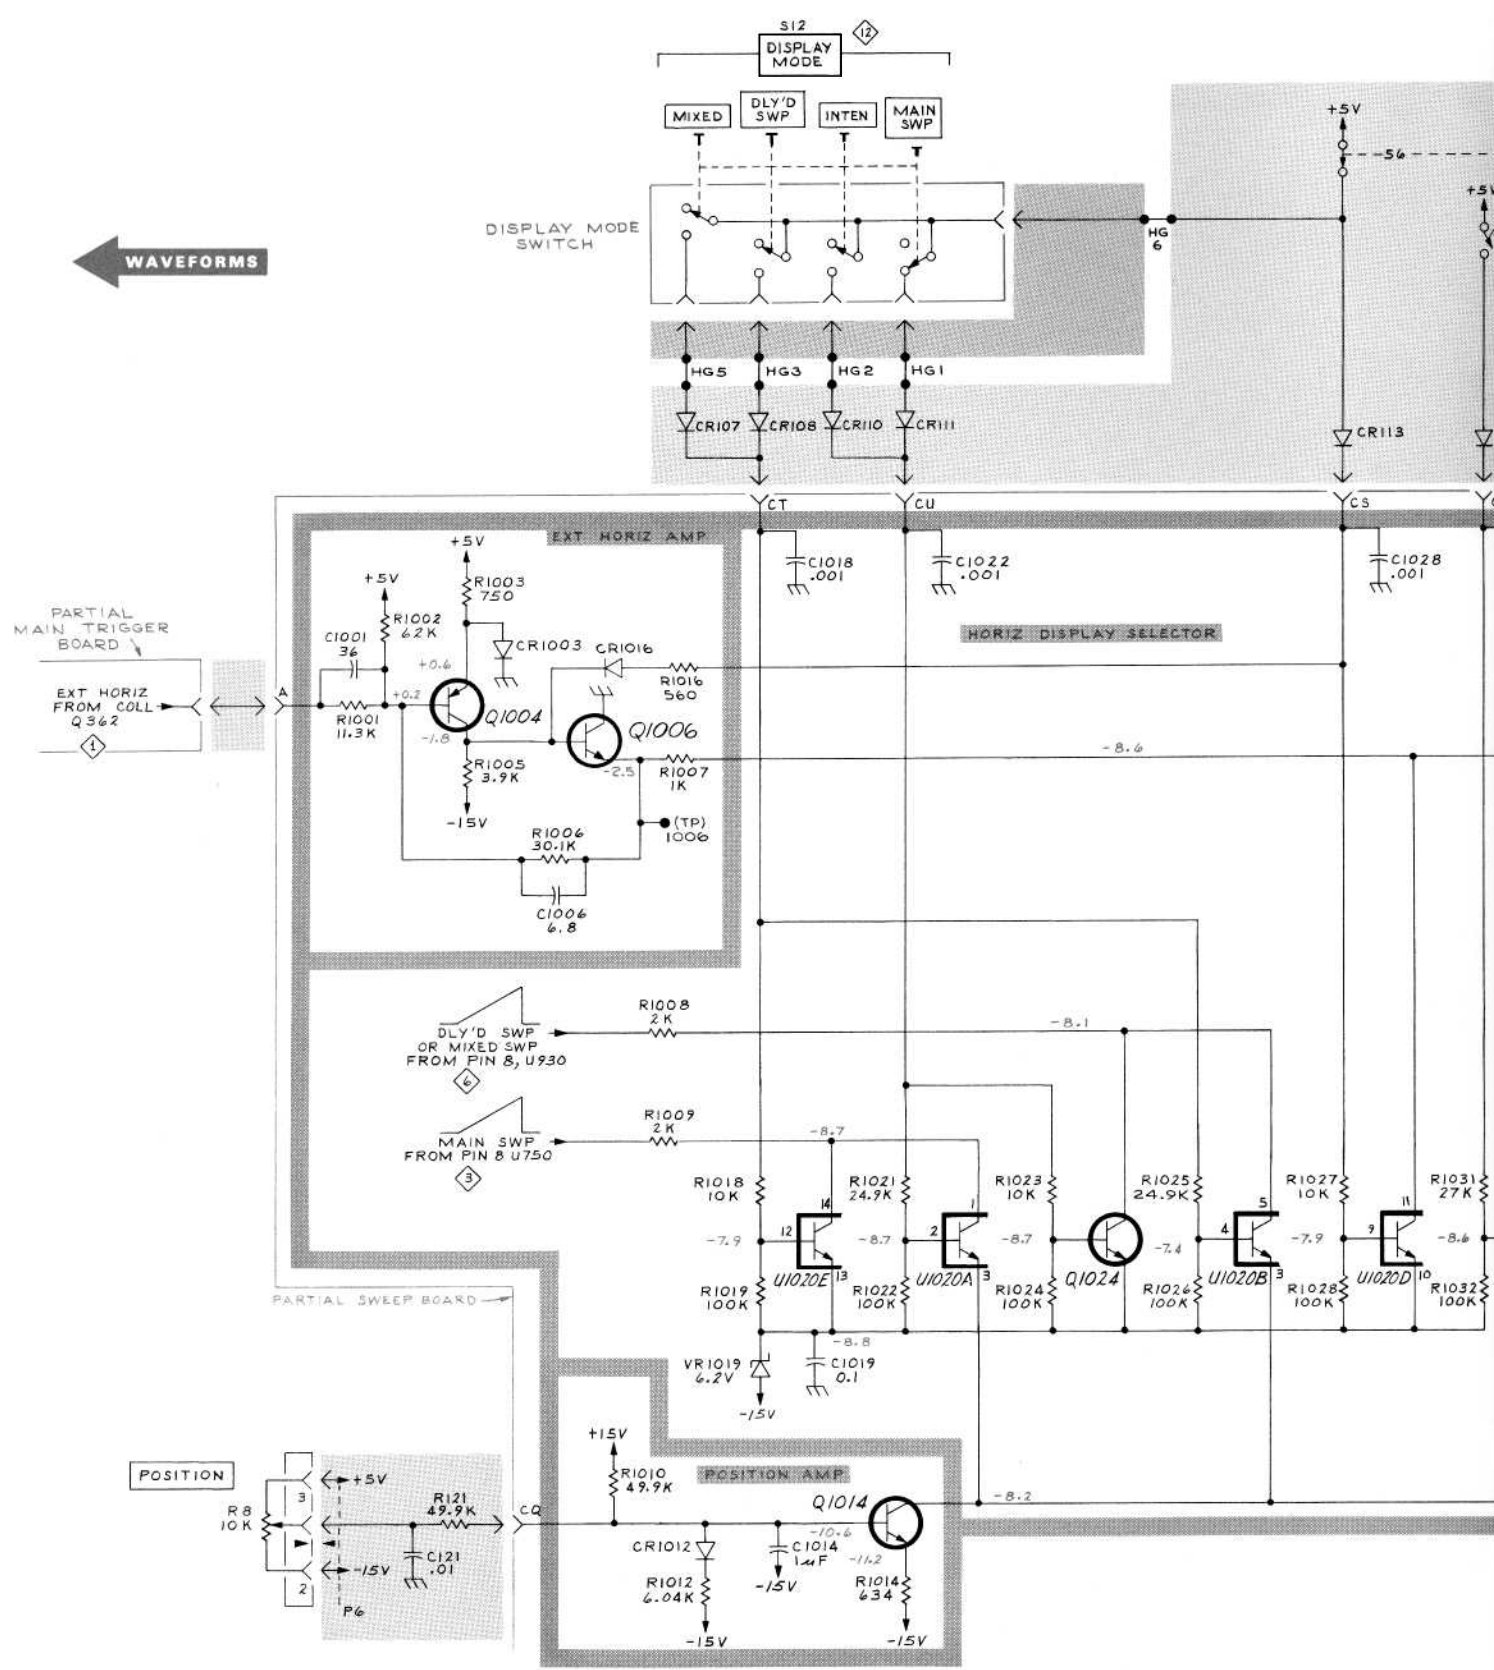 S12
12
DISPLAY
MODE
MIXED
DLY'D
SWP
INTEN
MAIN
SWP
+5V
S6
+5V
DISPLAY MODE
SWITCH
HG
6
WAVEFORMS
HG5
HG3
HG2
HG1
CR107
CR108
CR110
CR111
CR113
CT
CU
CS
EXT HORIZ AMP
+5V
R1003
750
+5V
R1002
62K
C1001
36
CR1003
CR1016
+0.6
+0.2
R1016
560
C1018
.001
C1022
.001
C1028
.001
HORIZ DISPLAY SELECTOR
PARTIAL
MAIN TRIGGER
BOARD
EXT HORIZ
FROM COLL
Q362
1
A
R1001
11.3K
Q1004
-1.8
Q1006
R1005
3.9K
-2.5
R1007
1K
-8.6
-15V
(TP)
1006
R1006
30.1K
C1006
6.8
R1008
2K
-8.1
DLY'D SWP
OR MIXED SWP
FROM PIN 8, U930
6
R1009
2K
-8.7
MAIN SWP
FROM PIN 8 U750
3
R1018
10K
R1021
24.9K
R1023
10K
R1025
24.9K
R1027
10K
R1031
27K
14
1
5
11
-7.9
12
-8.7
2
-8.7
-7.4
4
-7.9
9
-8.6
U1020E
13
U1020A
3
Q1024
U1020B
3
U1020D
10
R1019
100K
R1022
100K
R1024
100K
R1026
100K
R1028
100K
R1032
100K
PARTIAL SWEEP BOARD
-8.8
VR1019
6.2V
C1019
0.1
-15V
+15V
R1010
49.9K
POSITION AMP
POSITION
+5V
3
R8
10K
R121
49.9K
CQ
Q1014
-8.2
-10.6
C121
.01
-15V
2
P6
CR1012
C1014
1µF
-11.2
R1012
6.04K
-15V
R1014
634
-15V
-15V